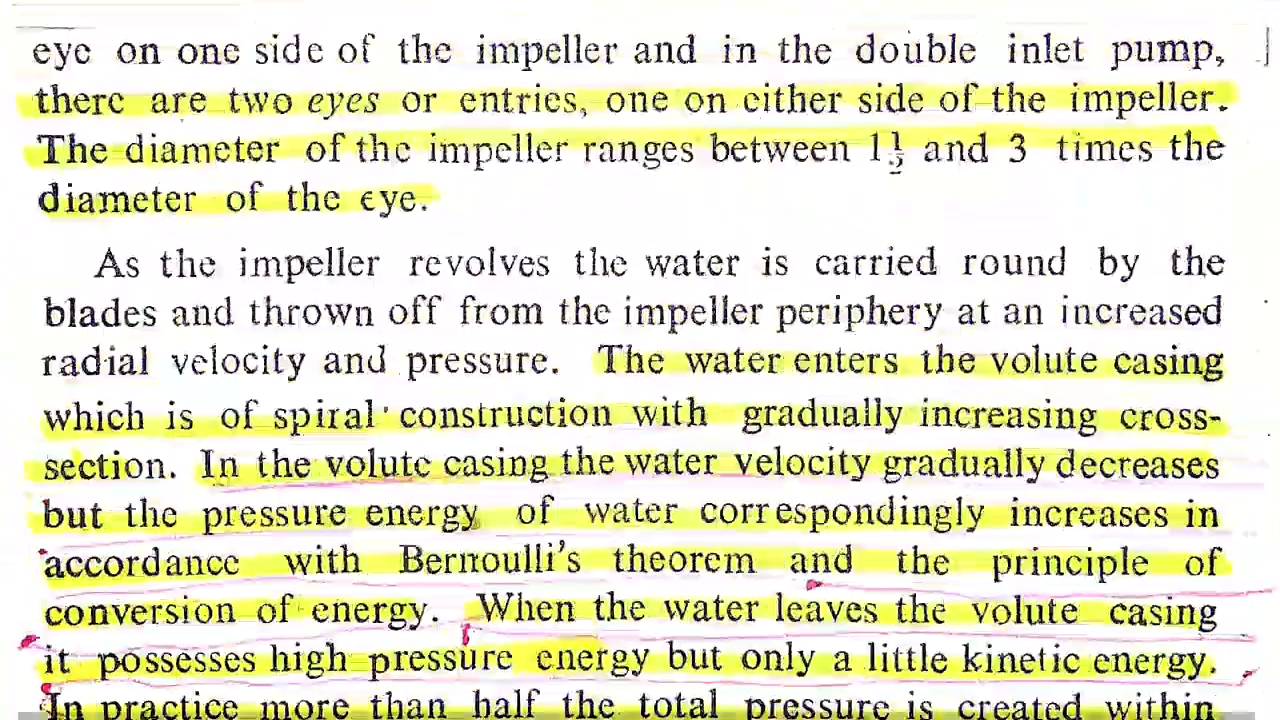 eye on one side of the impeller and in the double inlet pump,
there are two eyes or entries, one on either side of the impeller.
The diameter of the impeller ranges between 1½ and 3 times the
diameter of the eye.
As the impeller revolves the water is carried round by the
blades and thrown off from the impeller periphery at an increased
radial velocity and pressure. The water enters the volute casing
which is of spiral construction with gradually increasing cross-
section. In the volute casing the water velocity gradually decreases
but the pressure energy of water correspondingly increases in
accordance with Bernoulli's theorem and the principle of
conversion of energy. When the water leaves the volute casing
it possesses high pressure energy but only a little kinetic energy.
In practice more than half the total pressure is created within